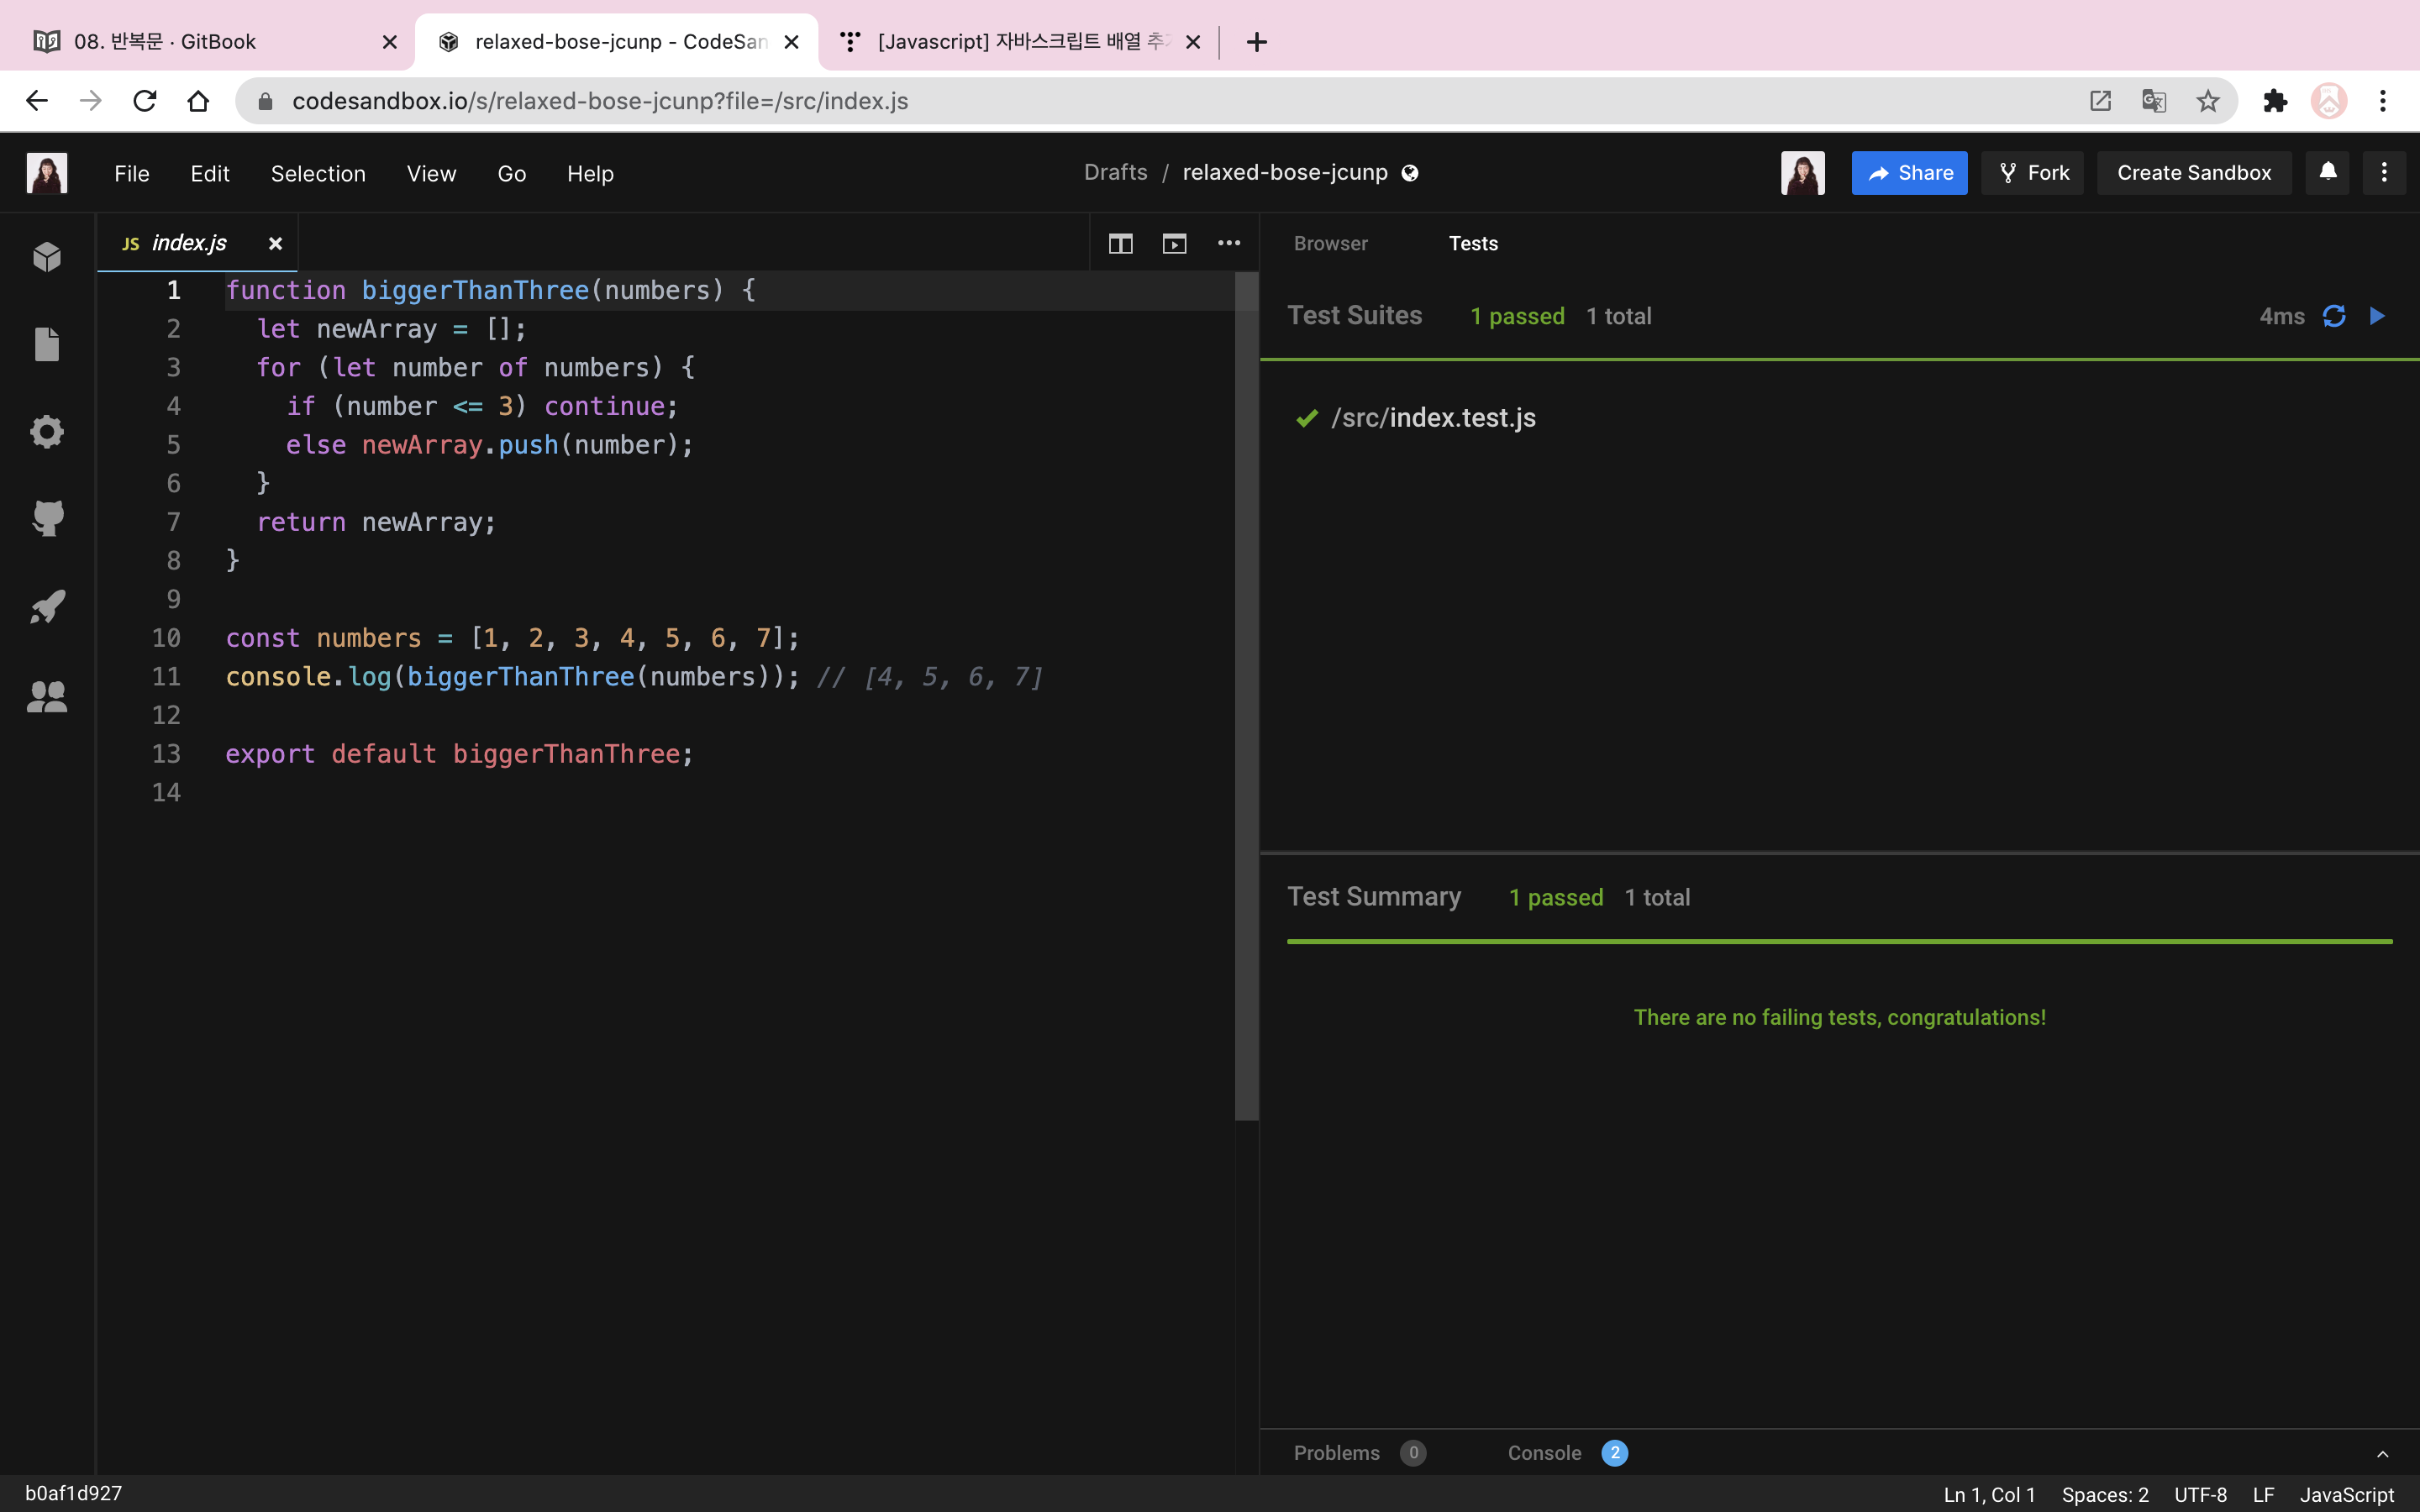 08. 반복문 · GitBook
relaxed-bose-jcunp - CodeSan
[Javascript] 자바스크립트 배열 추
codesandbox.io/s/relaxed-bose-jcunp?file=/src/index.js
File Edit Selection View Go Help
Drafts / relaxed-bose-jcunp
Share Fork Create Sandbox
JS index.js
Browser Tests
1 function biggerThanThree(numbers) {
2 let newArray = [];
3 for (let number of numbers) {
4 if (number <= 3) continue;
5 else newArray.push(number);
6 }
7 return newArray;
8 }
9
10 const numbers = [1, 2, 3, 4, 5, 6, 7];
11 console.log(biggerThanThree(numbers)); // [4, 5, 6, 7]
12
13 export default biggerThanThree;
14
Test Suites 1 passed 1 total 4ms
/src/index.test.js
Test Summary 1 passed 1 total
There are no failing tests, congratulations!
Problems 0 Console 2
b0af1d927
Ln 1, Col 1 Spaces: 2 UTF-8 LF JavaScript